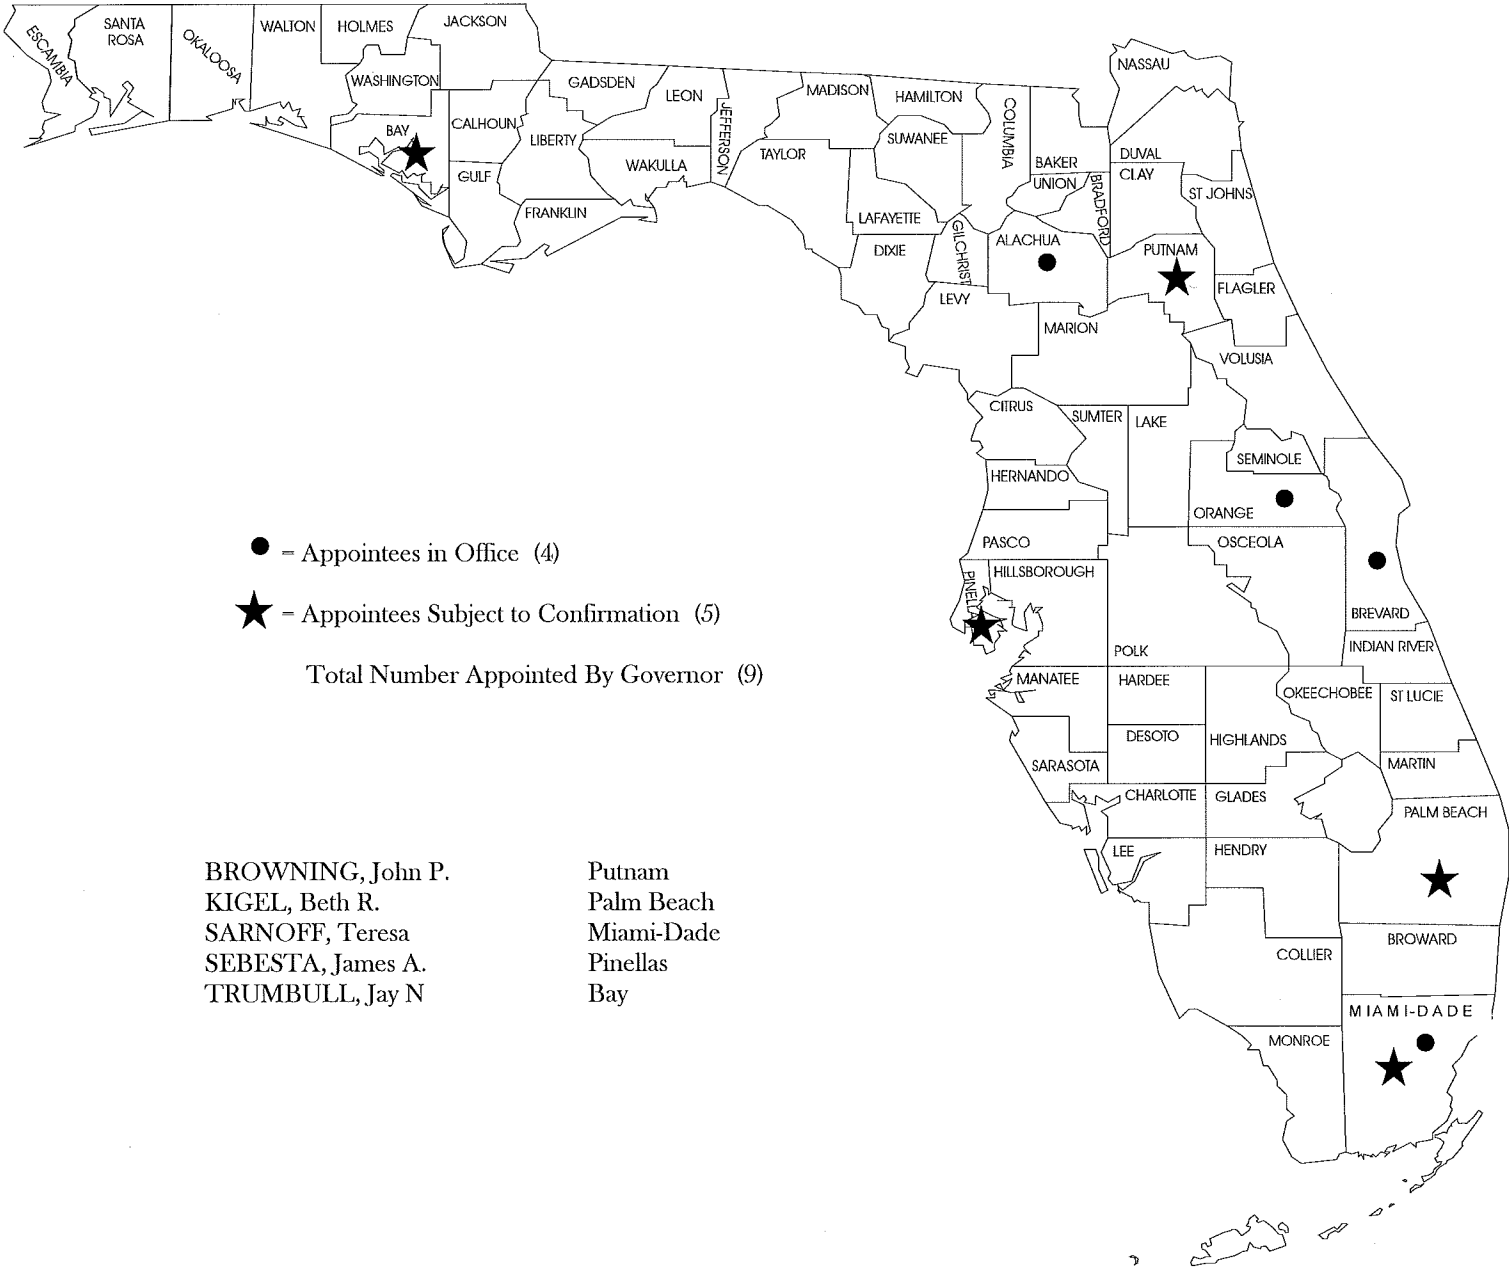 ESCAMBIA
SANTA
ROSA
OKALOOSA
WALTON
HOLMES
JACKSON
WASHINGTON
BAY
CALHOUN
GULF
GADSDEN
LIBERTY
FRANKLIN
LEON
WAKULLA
JEFFERSON
MADISON
TAYLOR
HAMILTON
SUWANEE
LAFAYETTE
DIXIE
COLUMBIA
GILCHRIST
LEVY
BAKER
UNION
BRADFORD
ALACHUA
NASSAU
DUVAL
CLAY
ST JOHNS
PUTNAM
FLAGLER
MARION
VOLUSIA
CITRUS
SUMTER
LAKE
SEMINOLE
HERNANDO
ORANGE
PASCO
OSCEOLA
PINELLA
HILLSBOROUGH
BREVARD
POLK
INDIAN RIVER
MANATEE
HARDEE
OKEECHOBEE
ST LUCIE
DESOTO
HIGHLANDS
SARASOTA
MARTIN
CHARLOTTE
GLADES
PALM BEACH
LEE
HENDRY
BROWARD
COLLIER
MIAMI-DADE
MONROE
= Appointees in Office (4)
= Appointees Subject to Confirmation (5)
Total Number Appointed By Governor (9)
BROWNING, John P. Putnam
KIGEL, Beth R. Palm Beach
SARNOFF, Teresa Miami-Dade
SEBESTA, James A. Pinellas
TRUMBULL, Jay N Bay